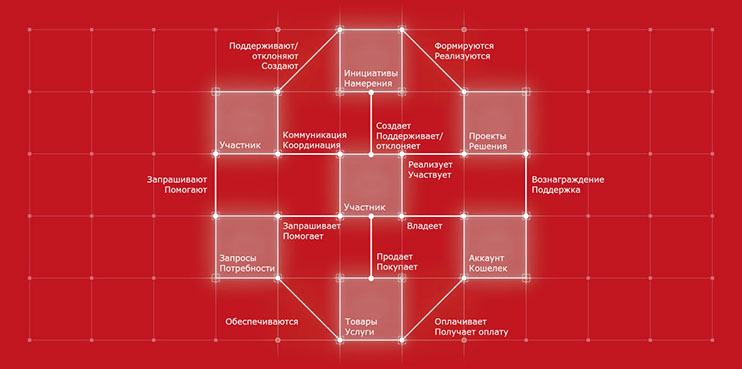 Поддерживают/
отклоняют
Создают
Формируются
Реализуются
Инициативы
Намерения
Участник
Коммуникация
Координация
Создает
Поддерживает/
отклоняет
Проекты
Решения
Реализует
Участвует
Запрашивают
Помогают
Вознаграждение
Поддержка
Участник
Запрашивает
Помогает
Владеет
Запросы
Потребности
Продает
Покупает
Аккаунт
Кошелек
Обеспечиваются
Товары
Услуги
Оплачивает
Получает оплату